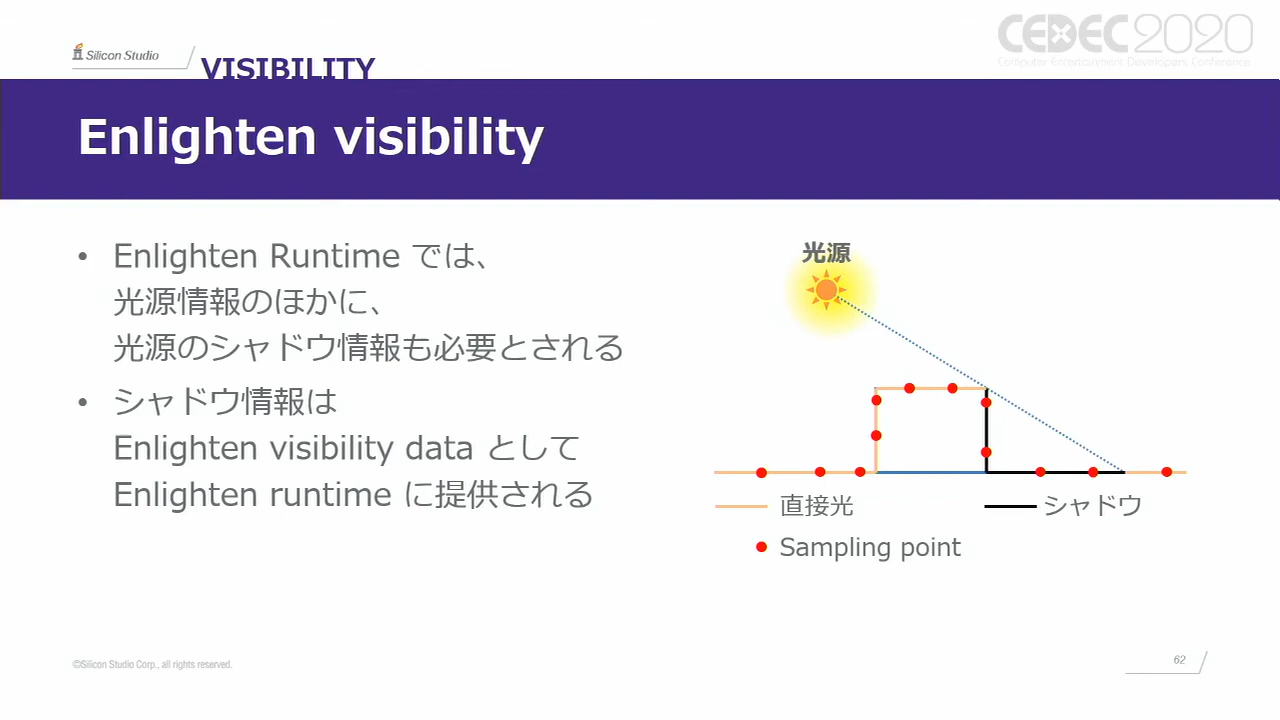 Silicon Studio
VISIBILITY
CEDEC2020
Computer Entertainment Developers Conference
Enlighten visibility
• Enlighten Runtime では、
光源情報のほかに、
光源のシャドウ情報も必要とされる
• シャドウ情報は
Enlighten visibility data として
Enlighten runtime に提供される
光源
直接光
シャドウ
Sampling point
©Silicon Studio Corp., all rights reserved.
62